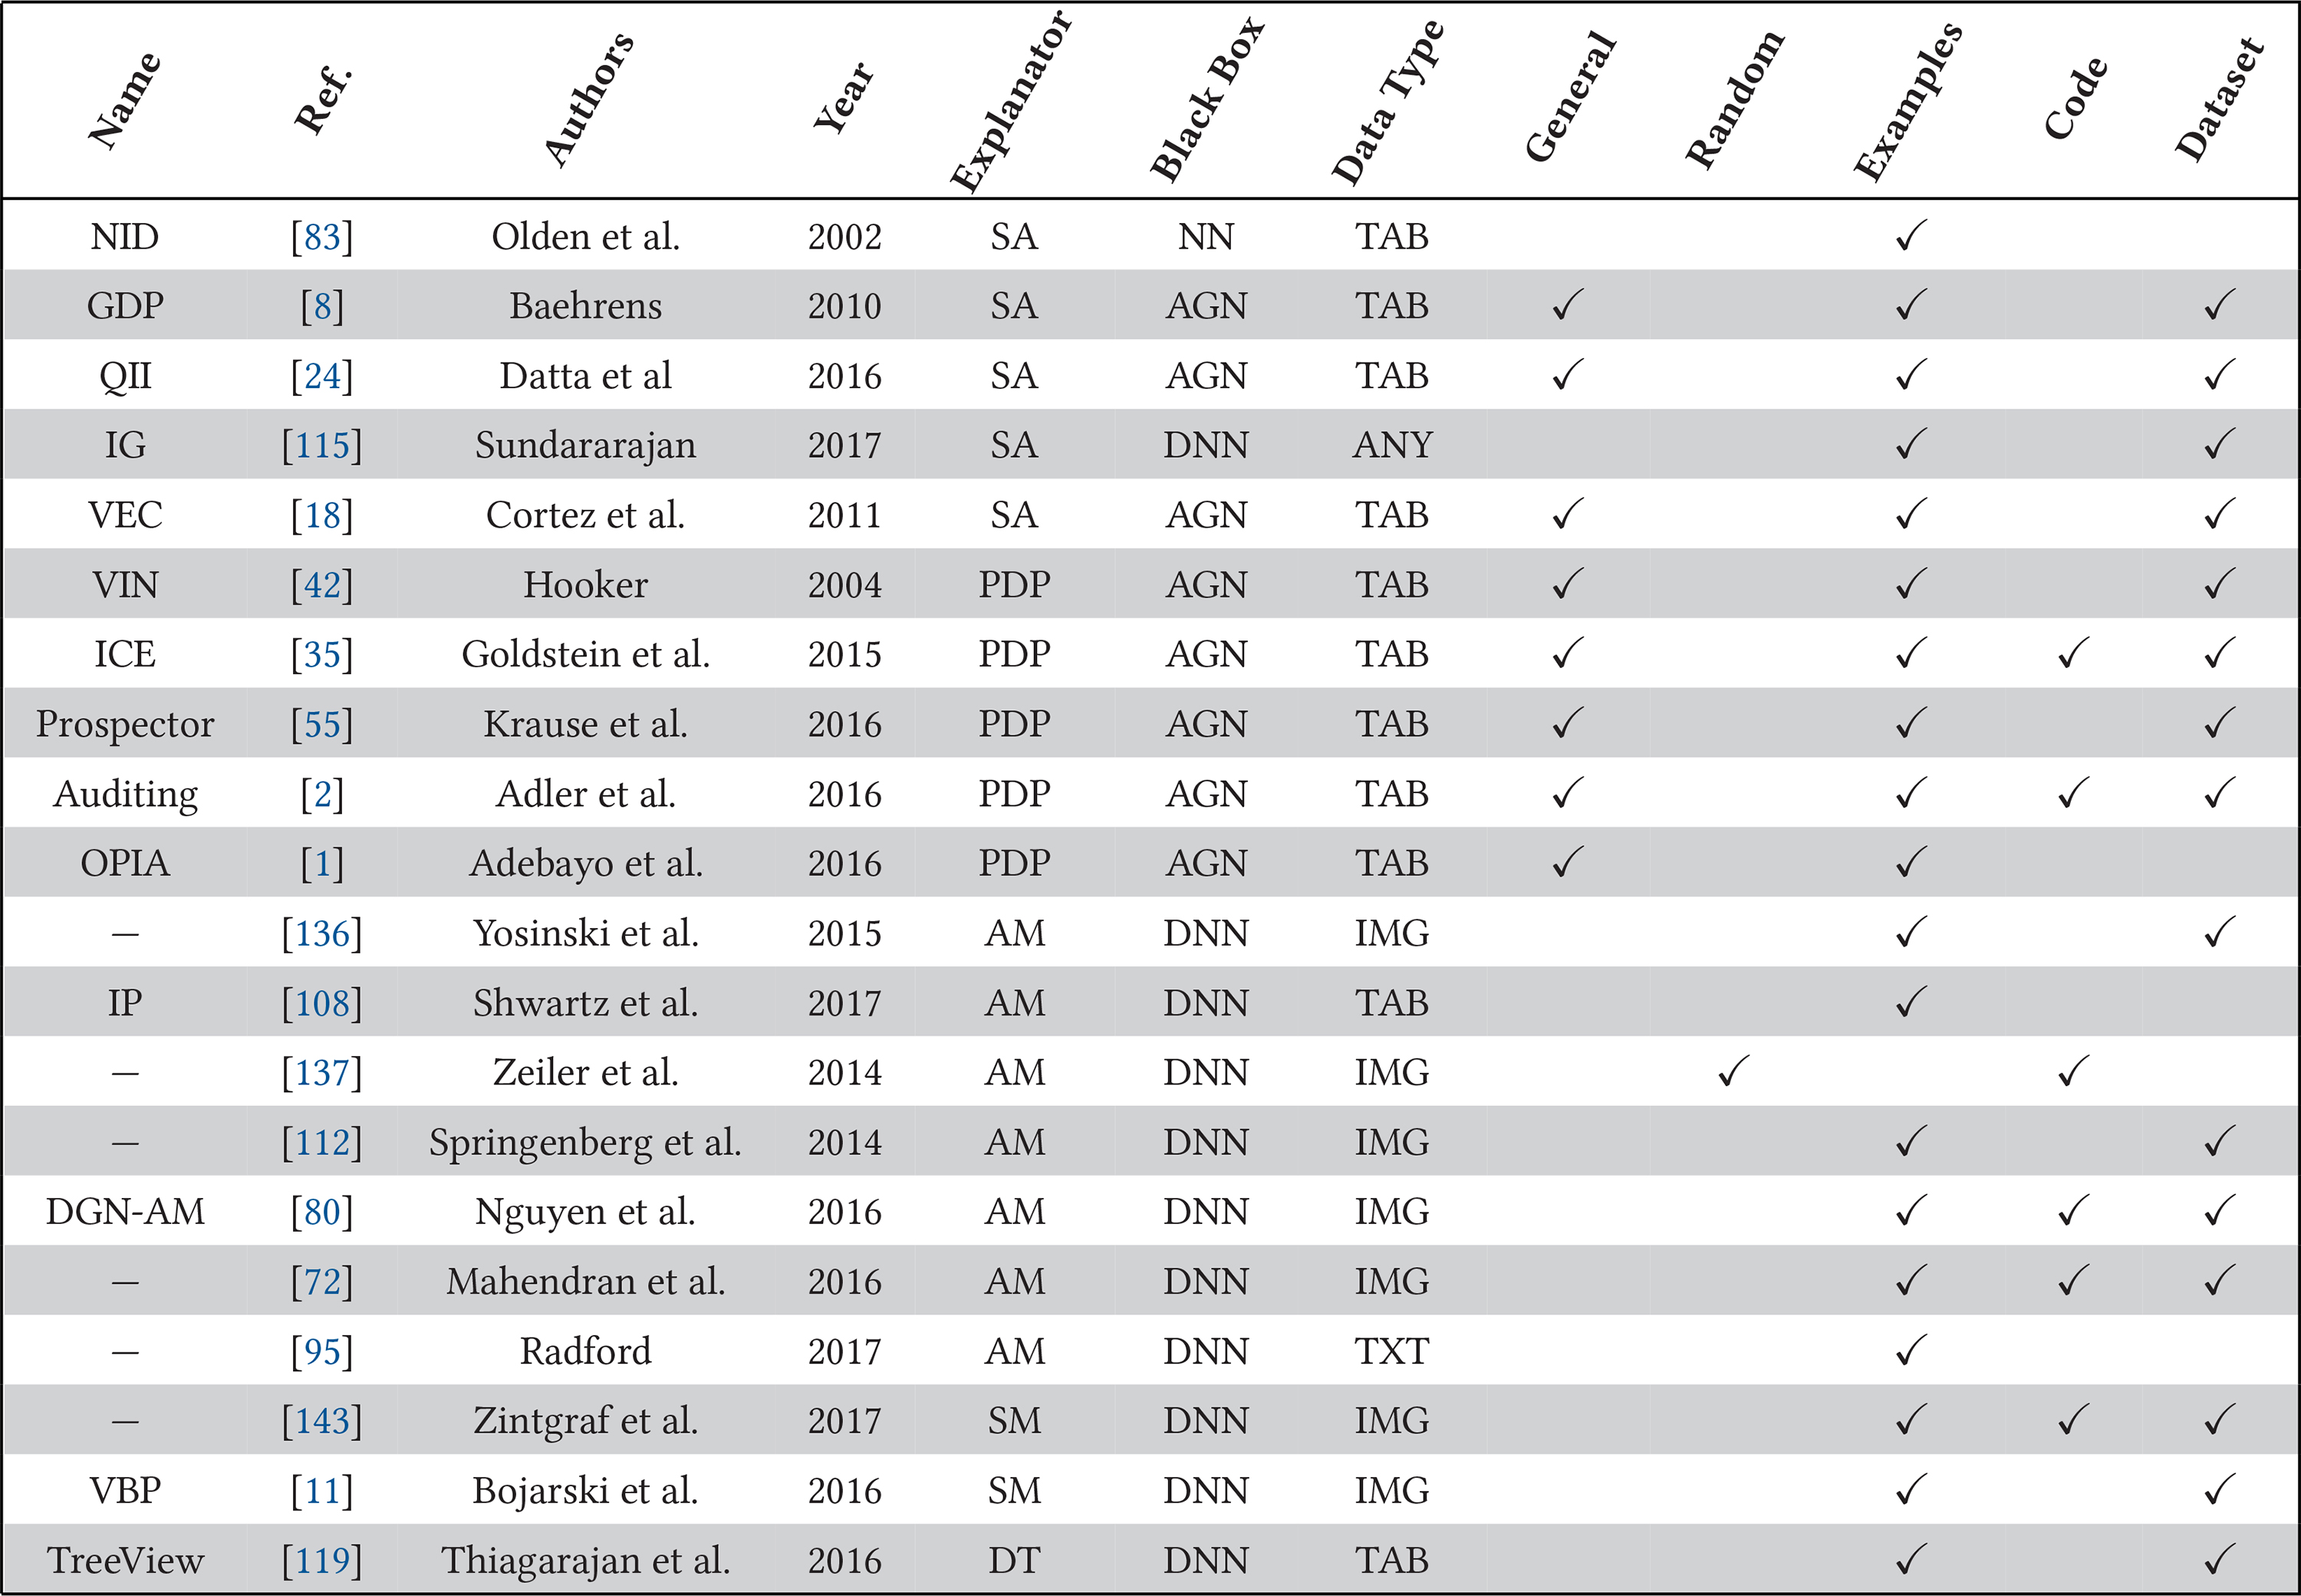 Name Ref. Authors Year Explanator Black Box Data Type General Random Examples Code Dataset
NID [83] Olden et al. 2002 SA NN TAB ✓
GDP [8] Baehrens 2010 SA AGN TAB ✓ ✓ ✓
QII [24] Datta et al 2016 SA AGN TAB ✓ ✓ ✓
IG [115] Sundararajan 2017 SA DNN ANY ✓ ✓
VEC [18] Cortez et al. 2011 SA AGN TAB ✓ ✓ ✓
VIN [42] Hooker 2004 PDP AGN TAB ✓ ✓ ✓
ICE [35] Goldstein et al. 2015 PDP AGN TAB ✓ ✓ ✓ ✓
Prospector [55] Krause et al. 2016 PDP AGN TAB ✓ ✓ ✓
Auditing [2] Adler et al. 2016 PDP AGN TAB ✓ ✓ ✓ ✓
OPIA [1] Adebayo et al. 2016 PDP AGN TAB ✓ ✓
— [136] Yosinski et al. 2015 AM DNN IMG ✓ ✓
IP [108] Shwartz et al. 2017 AM DNN TAB ✓
— [137] Zeiler et al. 2014 AM DNN IMG ✓ ✓
— [112] Springenberg et al. 2014 AM DNN IMG ✓ ✓
DGN-AM [80] Nguyen et al. 2016 AM DNN IMG ✓ ✓ ✓
— [72] Mahendran et al. 2016 AM DNN IMG ✓ ✓ ✓
— [95] Radford 2017 AM DNN TXT ✓
— [143] Zintgraf et al. 2017 SM DNN IMG ✓ ✓ ✓
VBP [11] Bojarski et al. 2016 SM DNN IMG ✓ ✓
TreeView [119] Thiagarajan et al. 2016 DT DNN TAB ✓ ✓